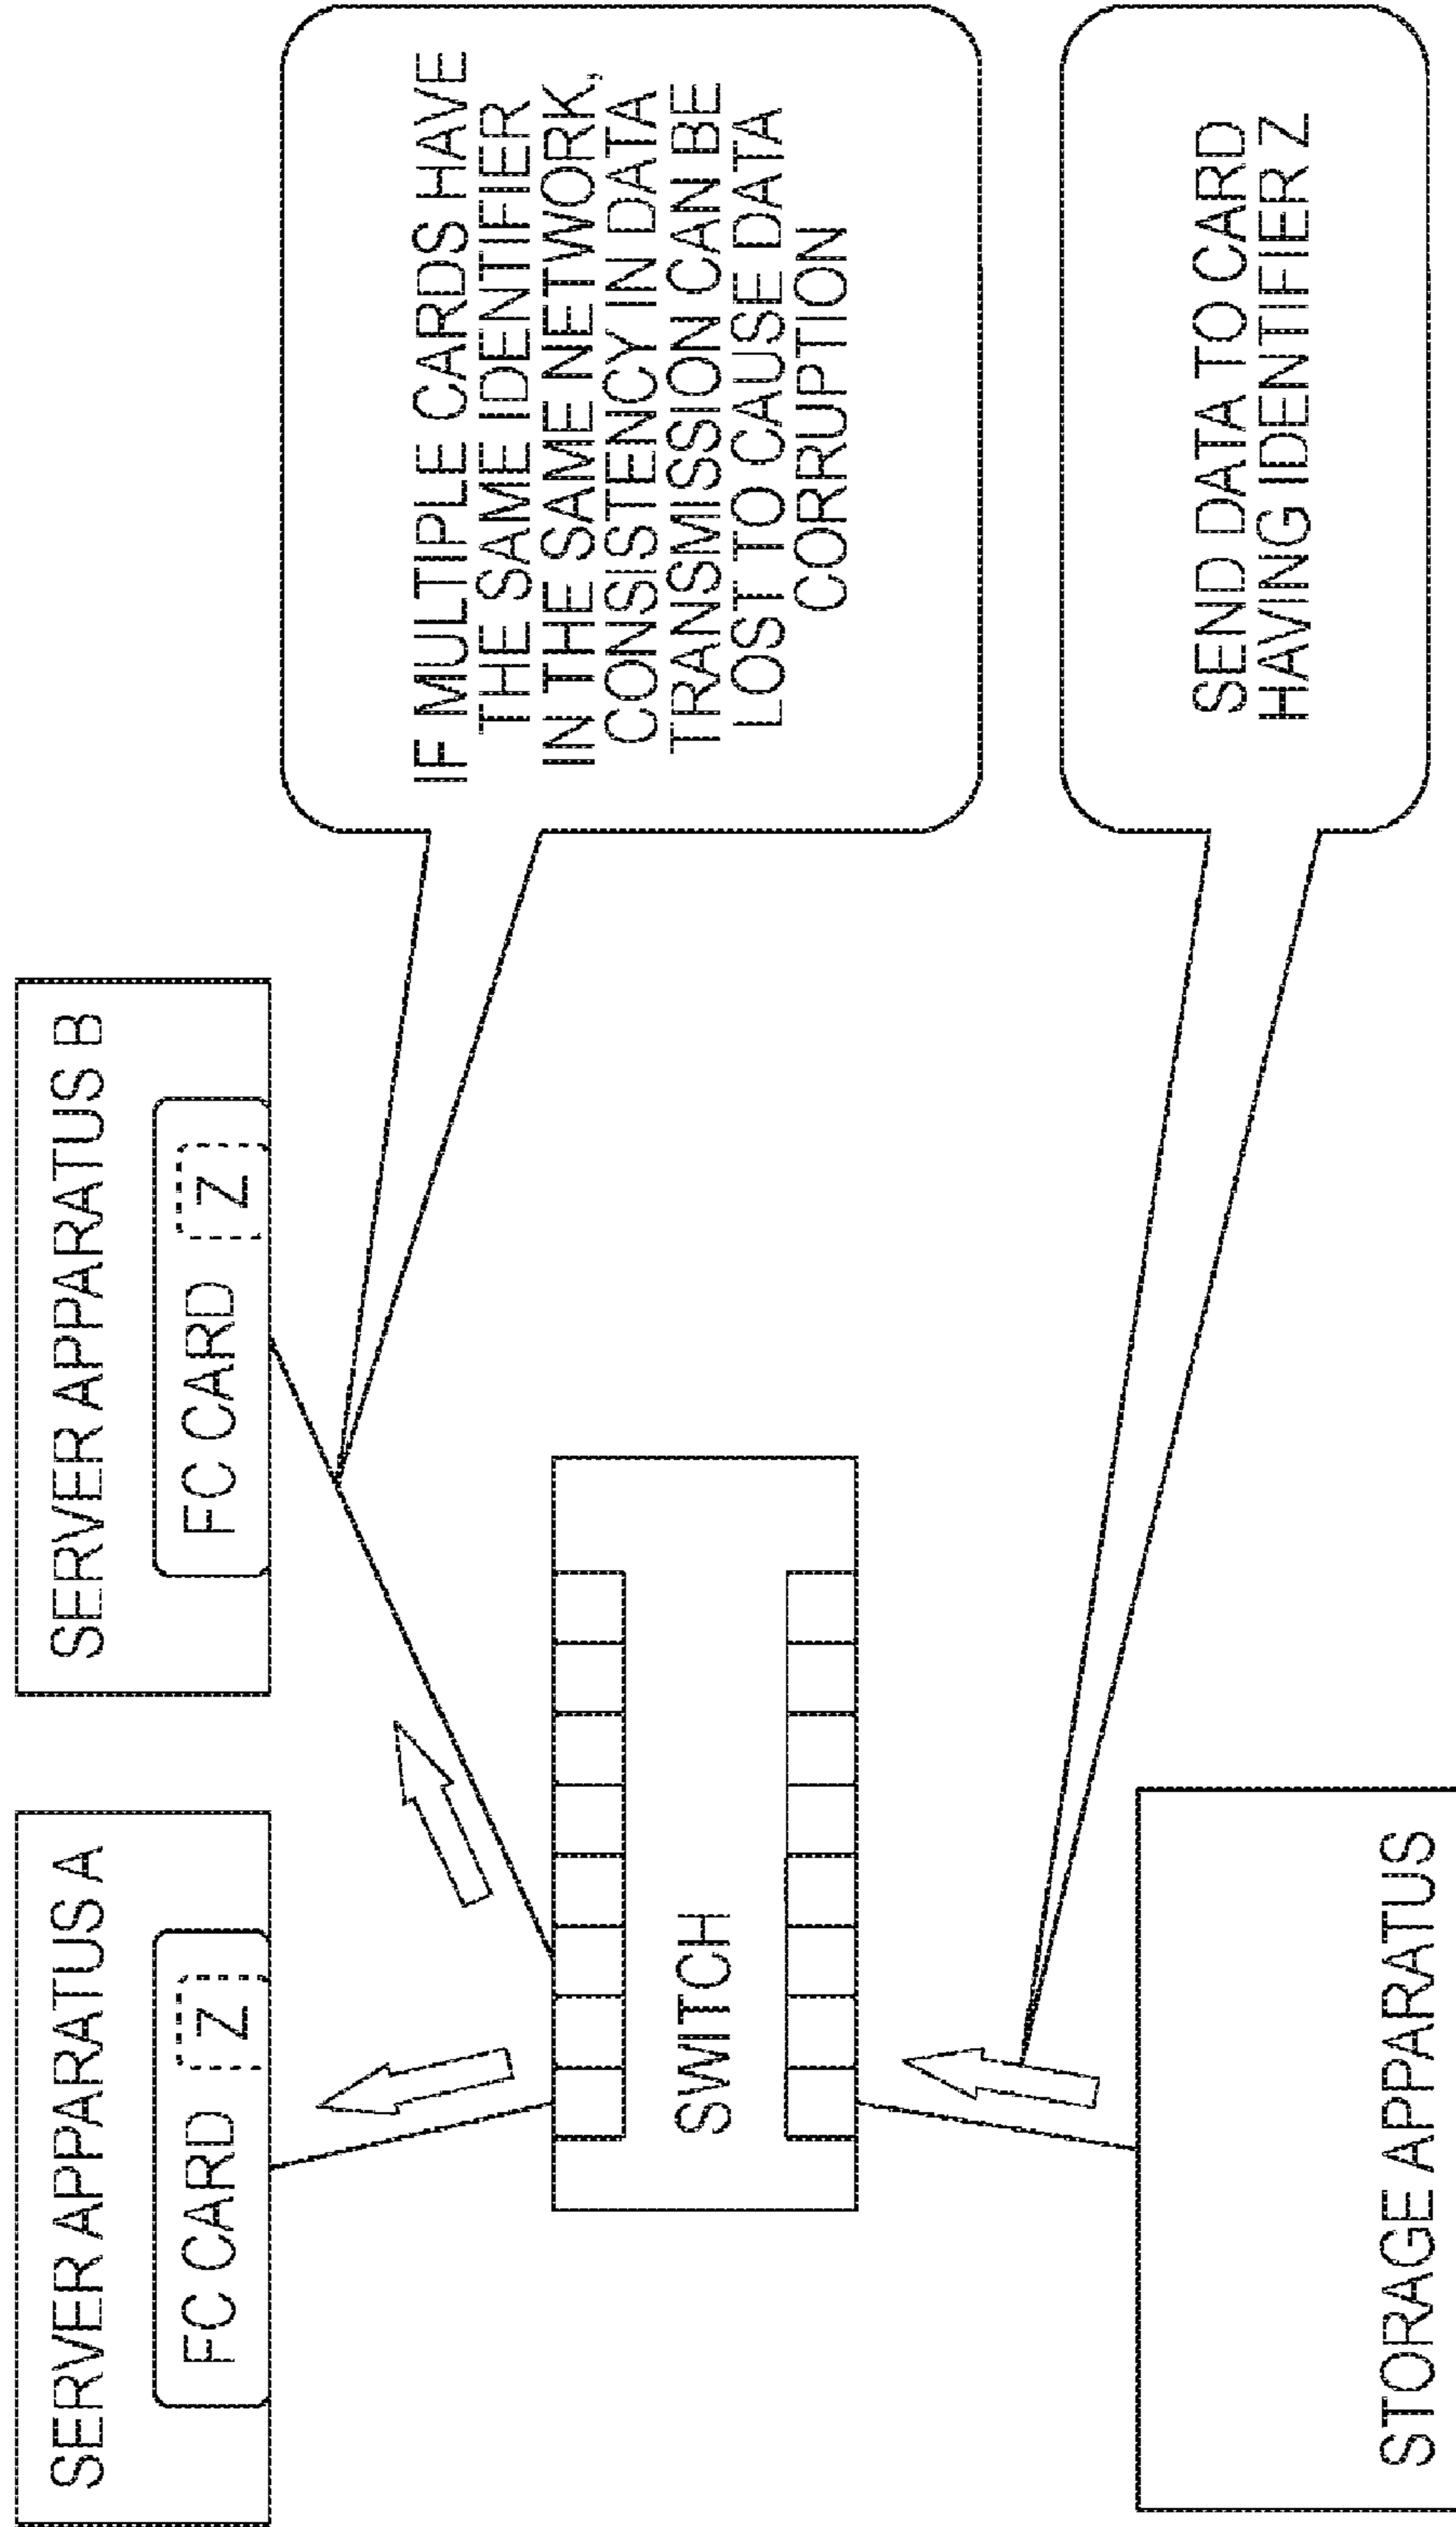 SERVER APPARATUS A
FC CARD Z
SERVER APPARATUS B
FC CARD Z
IF MULTIPLE CARDS HAVE
THE SAME IDENTIFIER
IN THE SAME NETWORK,
CONSISTENCY IN DATA
TRANSMISSION CAN BE
LOST TO CAUSE DATA
CORRUPTION
SWITCH
SEND DATA TO CARD
HAVING IDENTIFIER Z
STORAGE APPARATUS